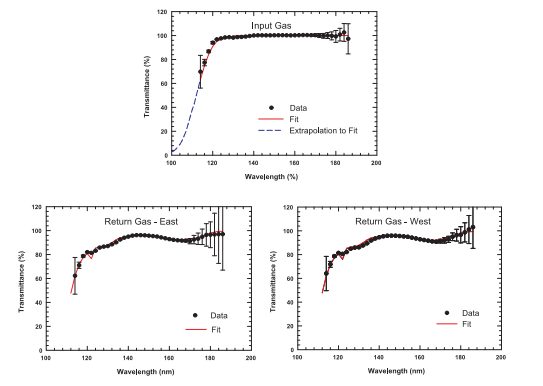 Input Gas
120
100
80
60
40
20
0
Transmittance (%)
Data
Fit
Extrapolation to Fit
100 120 140 160 180 200
Wavelength (%)
Return Gas - East
120
100
80
60
40
20
0
Transmittance (%)
Data
Fit
100 120 140 160 180 200
Wavelength (nm)
Return Gas - West
120
100
80
60
40
20
0
Transmittance (%)
Data
Fit
100 120 140 160 180 200
Wavelength (nm)